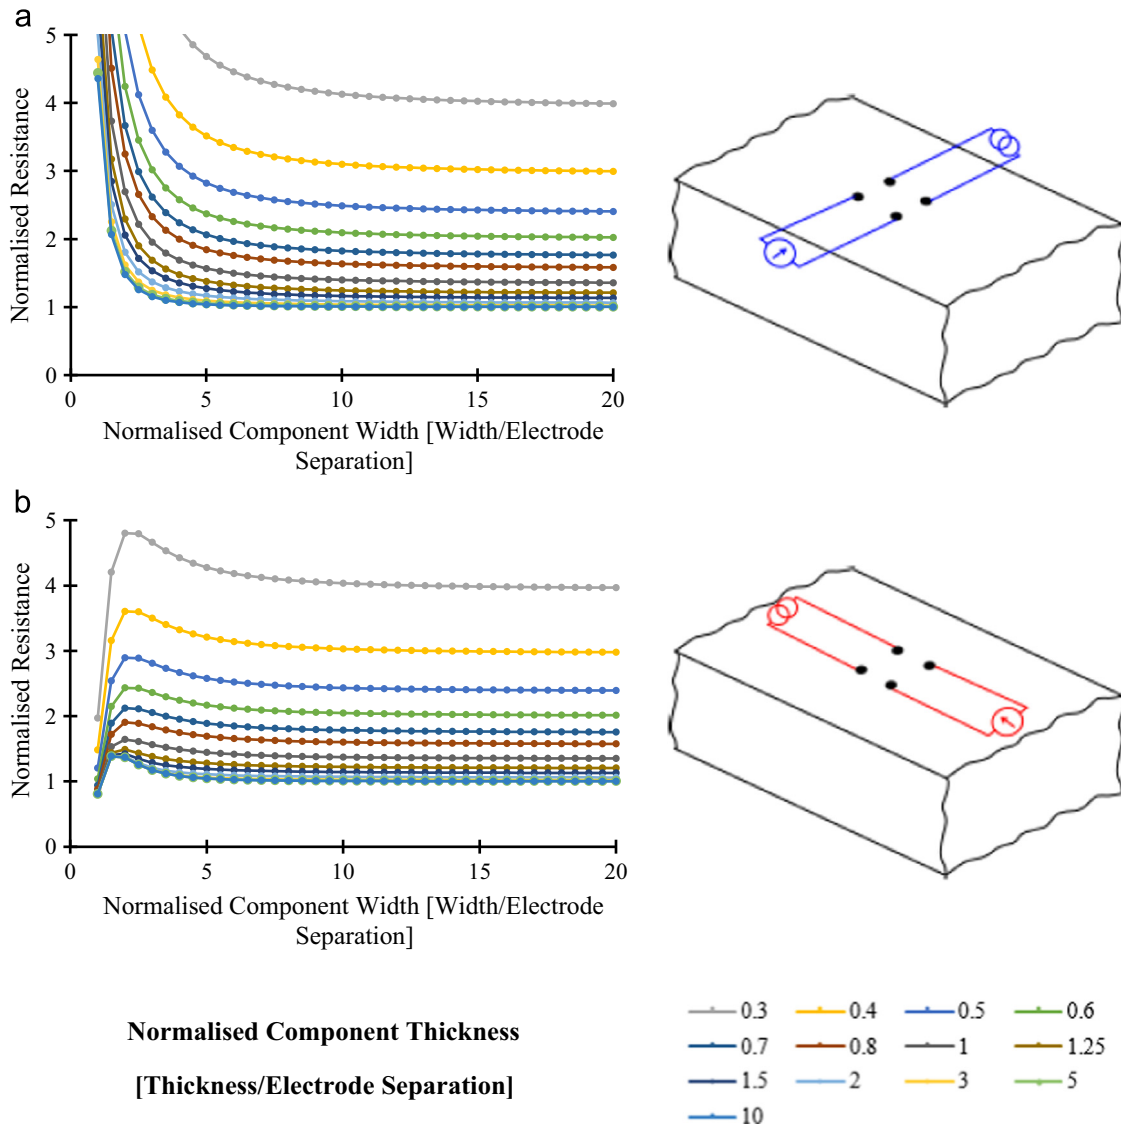 a
5
4
3
2
1
0
Normalised Resistance
0 5 10 15 20
Normalised Component Width [Width/Electrode
Separation]
b
5
4
3
2
1
0
Normalised Resistance
0 5 10 15 20
Normalised Component Width [Width/Electrode
Separation]
Normalised Component Thickness
[Thickness/Electrode Separation]
0.3 0.4 0.5 0.6
0.7 0.8 1 1.25
1.5 2 3 5
10